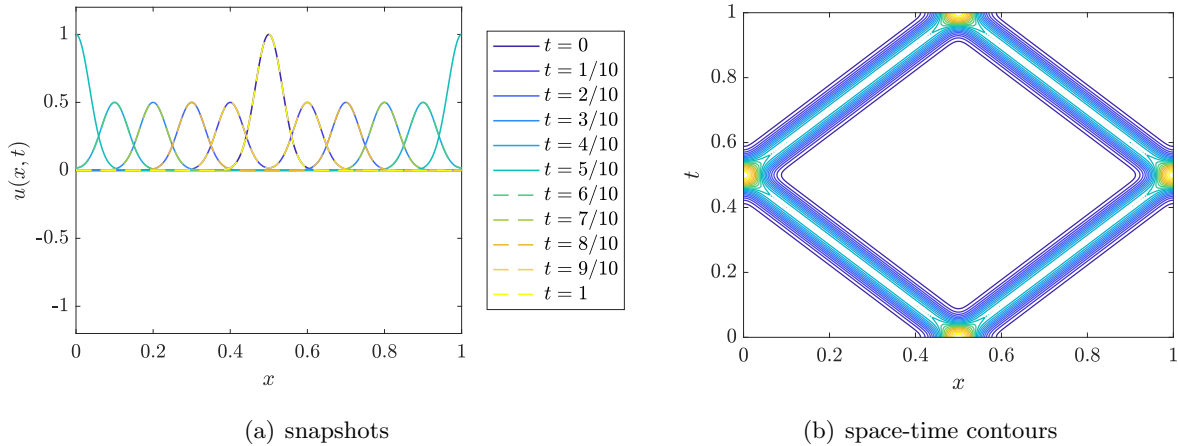 1
0.5
0
-0.5
-1
u(x, t)
0 0.2 0.4 0.6 0.8 1
x
t = 0
t = 1/10
t = 2/10
t = 3/10
t = 4/10
t = 5/10
t = 6/10
t = 7/10
t = 8/10
t = 9/10
t = 1
(a) snapshots
1
0.8
0.6
0.4
0.2
0
t
0 0.2 0.4 0.6 0.8 1
x
(b) space-time contours